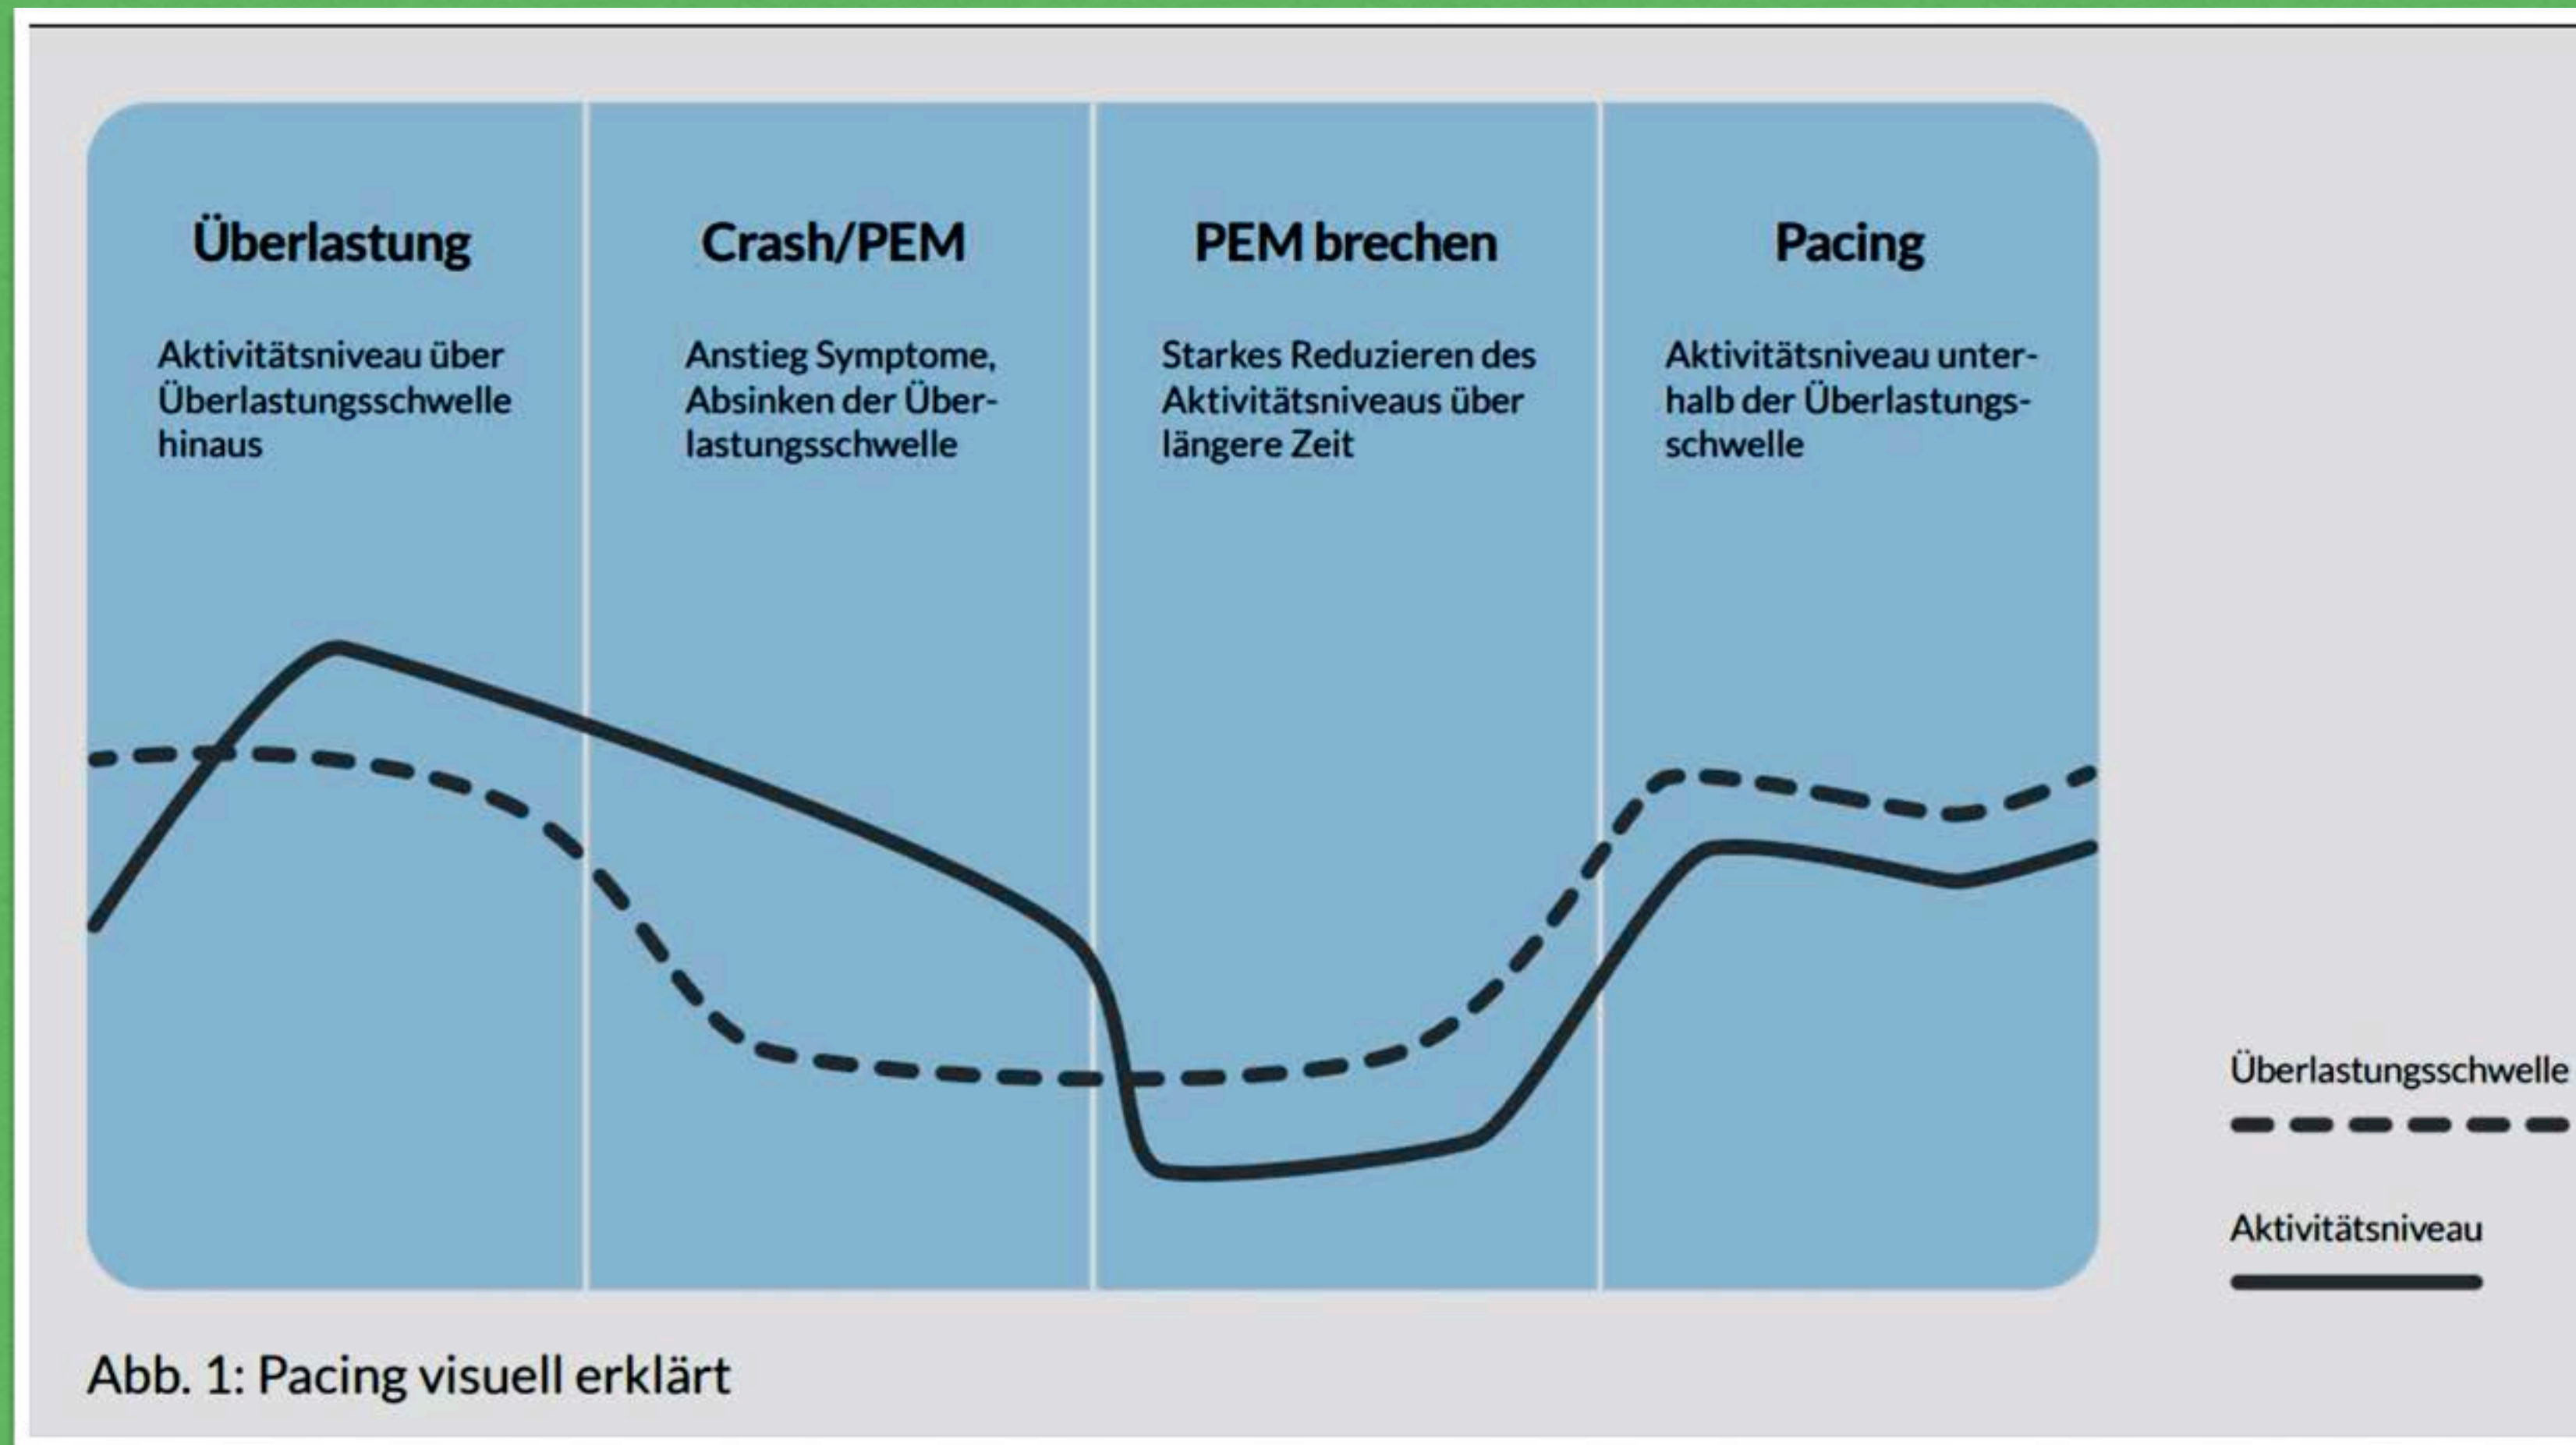 Überlastung
Aktivitätsniveau über
Überlastungsschwelle
hinaus
Crash/PEM
Anstieg Symptome,
Absinken der Über-
lastungsschwelle
PEM brechen
Starkes Reduzieren des
Aktivitätsniveaus über
längere Zeit
Pacing
Aktivitätsniveau unter-
halb der Überlastungs-
schwelle
Überlastungsschwelle
Aktivitätsniveau
Abb. 1: Pacing visuell erklärt